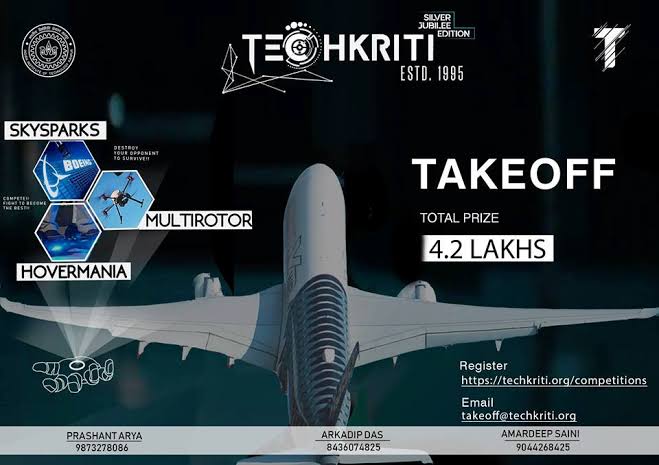 SILVER
JUBILEE
EDITION
TECHKRITI
ESTD. 1995
T
SKYSPARKS
BOEING
DESTROY
YOUR OPPONENT
TO SURVIVE!!
COMPETE!!
FIGHT TO BECOME
THE BEST!!
MULTIROTOR
HOVERMANIA
TAKEOFF
TOTAL PRIZE
4.2 LAKHS
Register
https://techkriti.org/competitions
Email
takeoff@techkriti.org
PRASHANT ARYA
9873278086
ARKADIP DAS
8436074825
AMARDEEP SAINI
9044268425